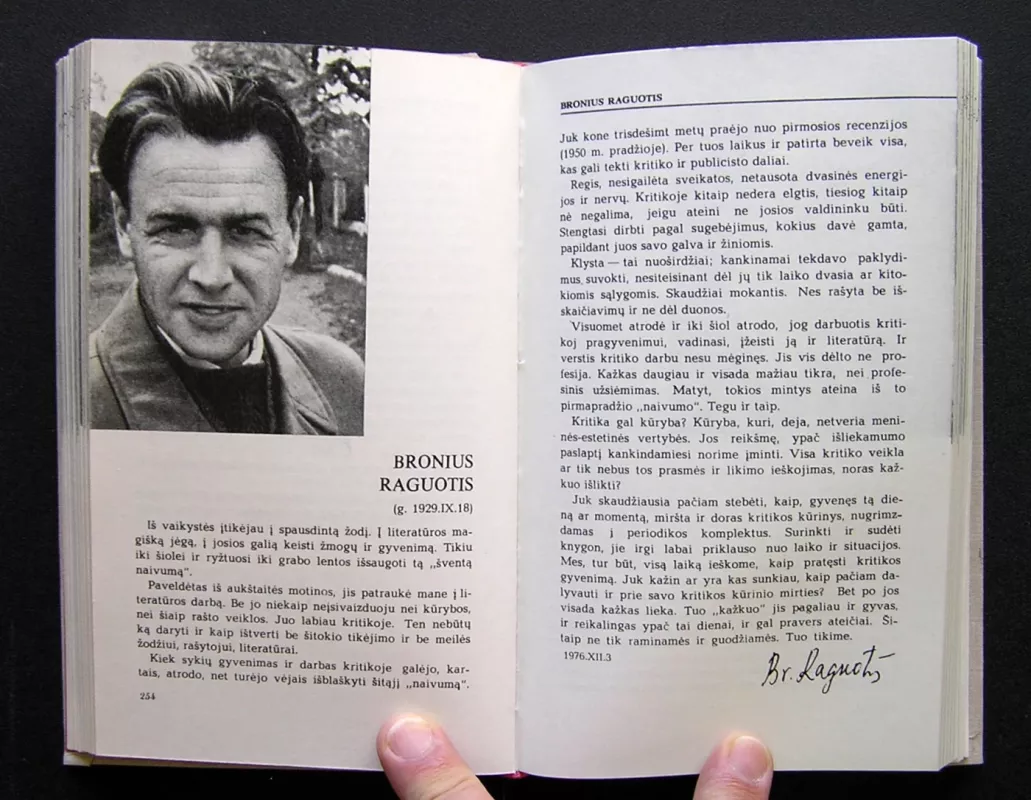 BRONIUS
RAGUOTIS
(g. 1929.IX.18)
Iš vaikystės įtikėjau į spausdintą žodį. Į literatūros ma-
gišką jėgą, į josios galią keisti žmogų ir gyvenimą. Tikiu
iki šiolei ir ryžtuosi iki grabo lentos išsaugoti tą „šventą
naivumą“.
Paveldėtas iš aukštaitės motinos, jis patraukė mane į li-
teratūros darbą. Be jo niekaip neįsivaizduoju nei kūrybos,
nei šiaip rašto veiklos. Juo labiau kritikoje. Ten nebūtų
ką daryti ir kaip ištverti be šitokio tikėjimo ir be meilės
žodžiui, rašytojui, literatūrai.
Kiek sykių gyvenimas ir darbas kritikoje galėjo, kar-
tais, atrodo, net turėjo vėjais išblaškyti šitąjį „naivumą“.
254
BRONIUS RAGUOTIS
Juk kone trisdešimt metų praėjo nuo pirmosios recenzijos
(1950 m. pradžioje). Per tuos laikus ir patirta beveik visa,
kas gali tekti kritiko ir publicisto daliai.
Regis, nesigailėta sveikatos, netausota dvasinės energi-
jos ir nervų. Kritikoje kitaip nedera elgtis, tiesiog kitaip
nė negalima, jeigu ateini ne josios valdininku būti.
Stengtasi dirbti pagal sugebėjimus, kokius davė gamta,
papildant juos savo galva ir žiniomis.
Klysta — tai nuoširdžiai; kankinamai tekdavo paklydi-
mus suvokti, nesiteisinant dėl jų tik laiko dvasia ar kito-
kiomis sąlygomis. Skaudžiai mokantis. Nes rašyta be iš-
skaičiavimų ir ne dėl duonos.
Visuomet atrodė ir iki šiol atrodo, jog darbuotis kriti-
koj pragyvenimui, vadinasi, įžeisti ją ir literatūrą. Ir
verstis kritiko darbu nesu mėginęs. Jis vis dėlto ne pro-
fesija. Kažkas daugiau ir visada mažiau tikra, nei profe-
sinis užsiėmimas. Matyt, tokios mintys ateina iš to
pirmapradžio „naivumo“. Tegu ir taip.
Kritika gal kūryba? Kūryba, kuri, deja, netveria meni-
nės-estetinės vertybės. Jos reikšmę, ypač išliekamumo
paslaptį kankindamiesi norime įminti. Visa kritiko veikla
ar tik nebus tos prasmės ir likimo ieškojimas, noras kaž-
kuo išlikti?
Juk skaudžiausia pačiam stebėti, kaip, gyvenęs tą die-
ną ar momentą, miršta ir doras kritikos kūrinys, nugrimz-
damas į periodikos komplektus. Surinkti ir sudėti
knygon, jie irgi labai priklauso nuo laiko ir situacijos.
Mes, tur būt, visą laiką ieškome, kaip pratęsti kritikos
gyvenimą. Juk kažin ar yra kas sunkiau, kaip pačiam da-
lyvauti ir prie savo kritikos kūrinio mirties? Bet po jos
visada kažkas lieka. Tuo „kažkuo“ jis pagaliau ir gyvas,
ir reikalingas ypač tai dienai, ir gal pravers ateičiai. Ši-
taip ne tik raminamės ir guodžiamės. Tuo tikime.
1976.XII.3
Br. Raguotis